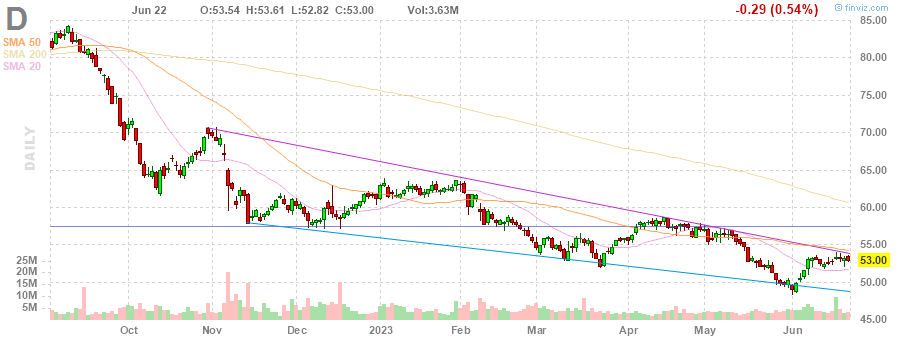 D
Jun 22 O:53.54 H:53.61 L:52.82 C:53.00 Vol:3.63M -0.29 (0.54%)
© finviz.com
SMA 50
SMA 200
SMA 20
DAILY
85.00
80.00
75.00
70.00
65.00
60.00
55.00
53.00
50.00
45.00
25M
20M
15M
10M
5M
Oct Nov Dec 2023 Feb Mar Apr May Jun